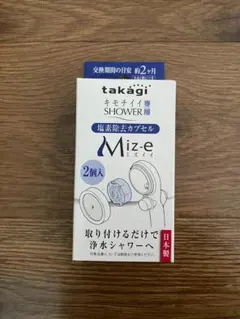 交換期間の目安 約2ヶ月
takagi
キモチイイ
SHOWER
塩素除去カプセル
Miz-e
ミズイイ
2個入
取り付けるだけで
浄水シャワーへ
日本製